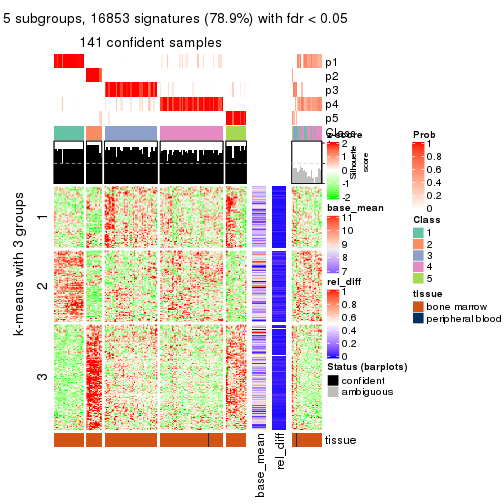 5 subgroups, 16853 signatures (78.9%) with fdr < 0.05
141 confident samples
p1
p2
p3
p4
p5
Class
z-score
2
1
0
-1
-2
Silhouette
score
base_mean
11
10
9
8
7
rel_diff
1
0.8
0.6
0.4
0.2
0
Status (barplots)
confident
ambiguous
Prob
1
0.8
0.6
0.4
0.2
0
Class
1
2
3
4
5
tissue
bone marrow
peripheral blood
k-means with 3 groups
1
2
3
tissue
base_mean
rel_diff